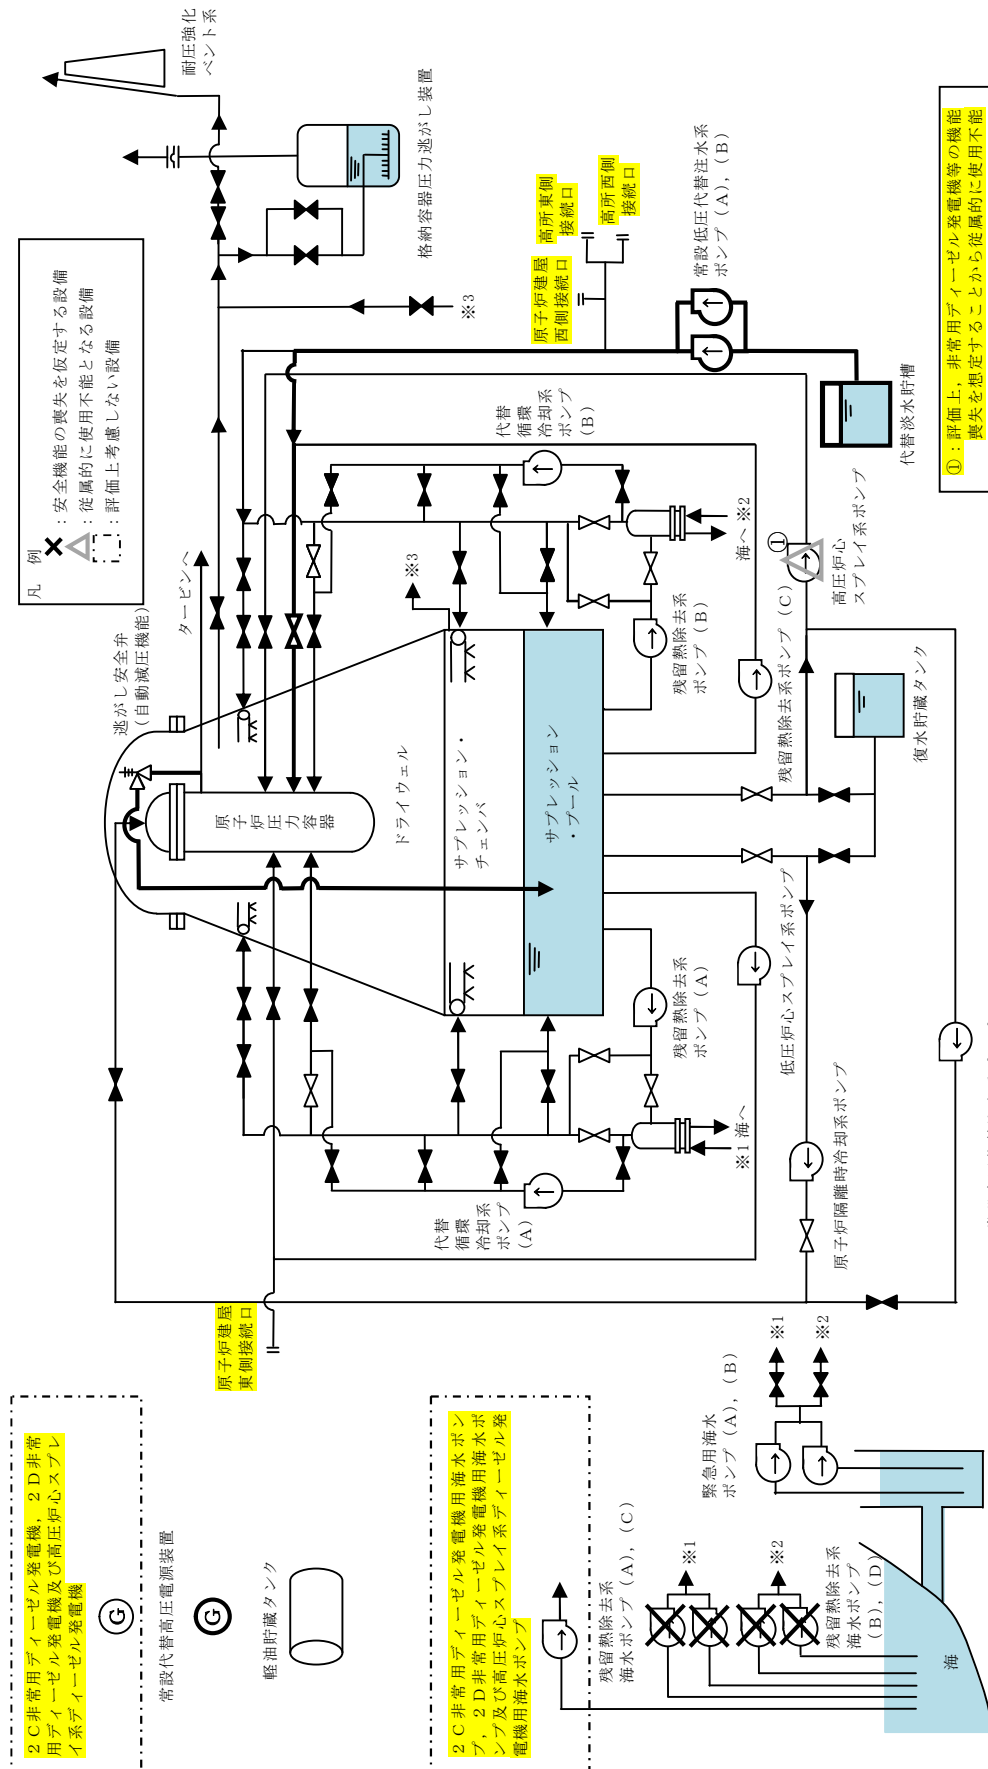 耐圧強化
ベント系
格納容器圧力逃がし装置
凡　例
：安全機能の喪失を仮定する設備
：従属的に使用不能となる設備
：評価上考慮しない設備
※3
高所東側
接続口
高所西側
接続口
原子炉建屋
西側接続口
常設低圧代替注水系
ポンプ（A），（B）
代替淡水貯槽
①：評価上，非常用ディーゼル発電機等の機能
喪失を想定することから従属的に使用不能
逃がし安全弁
（自動減圧機能）
タービンへ
原子炉圧力容器
ドライウェル
サプレッション・
チェンバ
サプレッション
・プール
※3
代替
循環
冷却系
ポンプ
（B）
海へ ※2
残留熱除去系
ポンプ（B）
残留熱除去系ポンプ（C）
①
高圧炉心
スプレイ系ポンプ
復水貯蔵タンク
残留熱除去系
ポンプ（A）
低圧炉心スプレイ系ポンプ
※1 海へ
代替
循環
冷却系
ポンプ
（A）
原子炉隔離時冷却系ポンプ
原子炉建屋
東側接続口
2C非常用ディーゼル発電機，2D非常
用ディーゼル発電機及び高圧炉心スプレ
イ系ディーゼル発電機
G
常設代替高圧電源装置
G
軽油貯蔵タンク
2C非常用ディーゼル発電機用海水ポン
プ，2D非常用ディーゼル発電機用海水ポ
ンプ及び高圧炉心スプレイ系ディーゼル発
電機用海水ポンプ
残留熱除去系
海水ポンプ（A），（C）
※1
※2
残留熱除去系
海水ポンプ
（B），（D）
緊急用海水
ポンプ（A），（B）
※1
※2
海